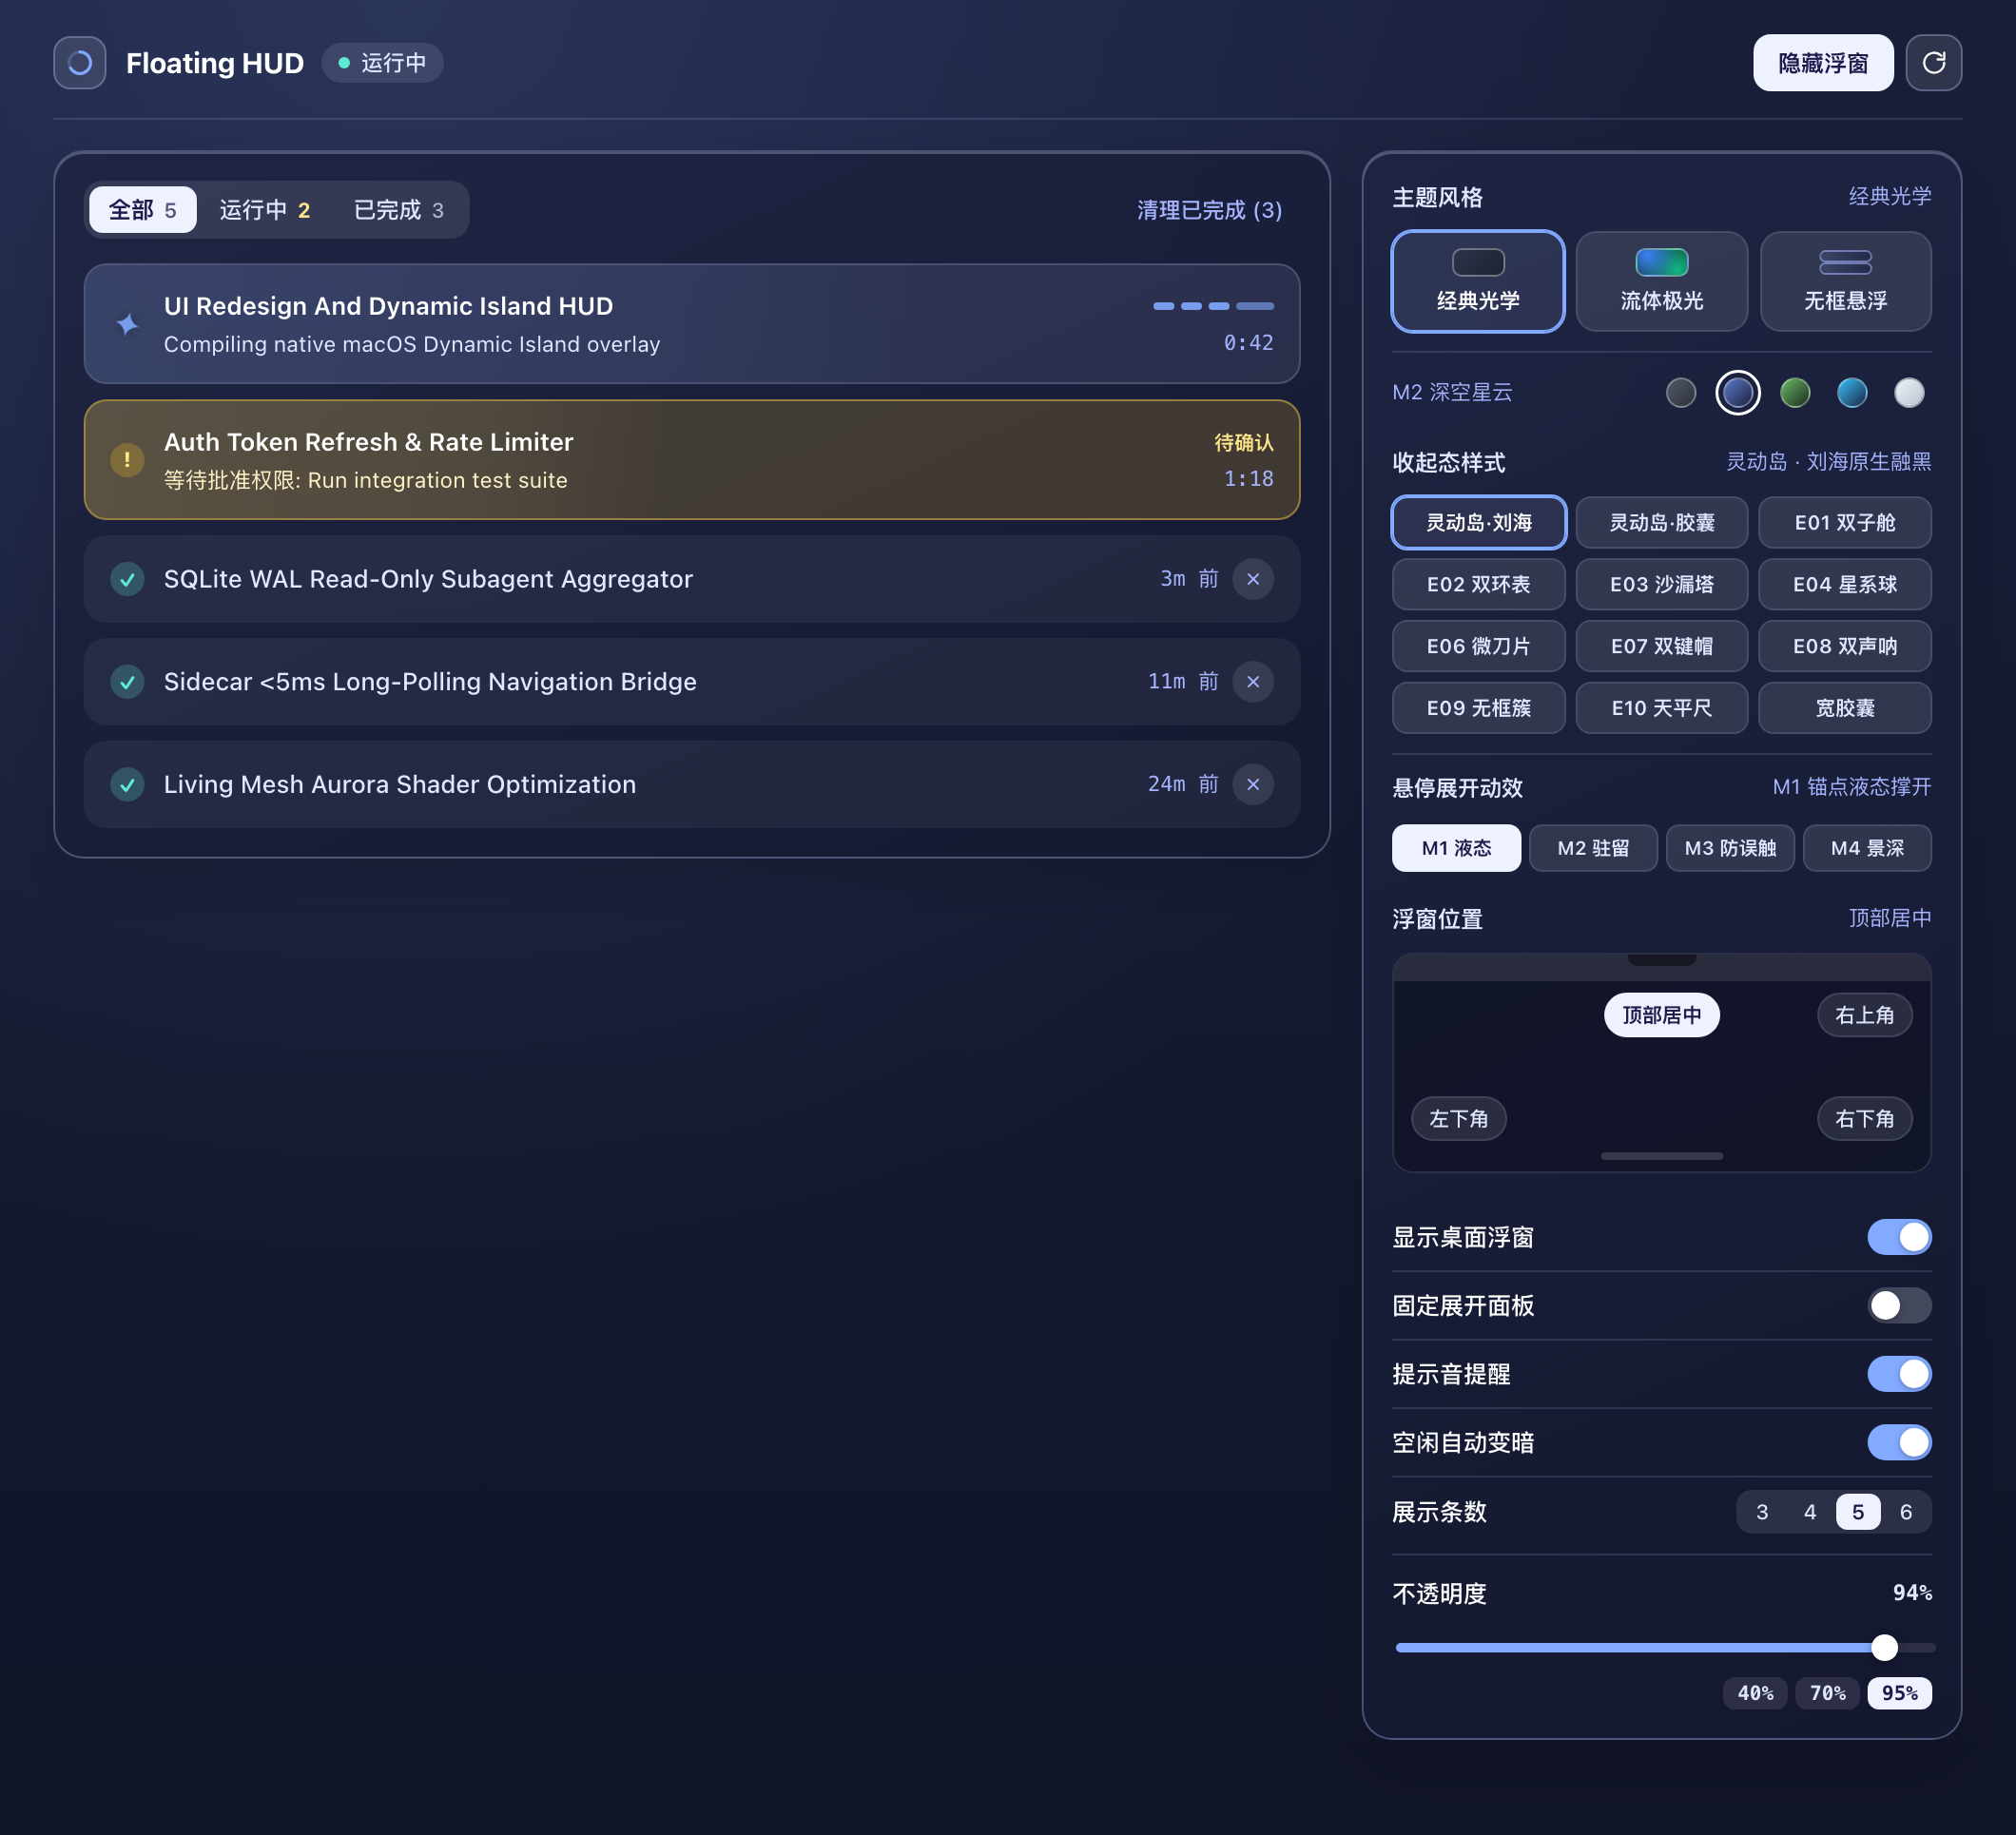 Floating HUD 运行中
隐藏浮窗
全部 5 运行中 2 已完成 3
清理已完成 (3)
UI Redesign And Dynamic Island HUD
Compiling native macOS Dynamic Island overlay
0:42
Auth Token Refresh & Rate Limiter
待确认
等待批准权限: Run integration test suite
1:18
SQLite WAL Read-Only Subagent Aggregator
3m 前
Sidecar <5ms Long-Polling Navigation Bridge
11m 前
Living Mesh Aurora Shader Optimization
24m 前
主题风格 经典光学
经典光学 流体极光 无框悬浮
M2 深空星云
收起态样式 灵动岛 · 刘海原生融黑
灵动岛·刘海 灵动岛·胶囊 E01 双子舱
E02 双环表 E03 沙漏塔 E04 星系球
E06 微刀片 E07 双键帽 E08 双声呐
E09 无框簇 E10 天平尺 宽胶囊
悬停展开动效 M1 锚点液态撑开
M1 液态 M2 驻留 M3 防误触 M4 景深
浮窗位置 顶部居中
顶部居中 右上角
左下角 右下角
显示桌面浮窗
固定展开面板
提示音提醒
空闲自动变暗
展示条数 3 4 5 6
不透明度 94%
40% 70% 95%